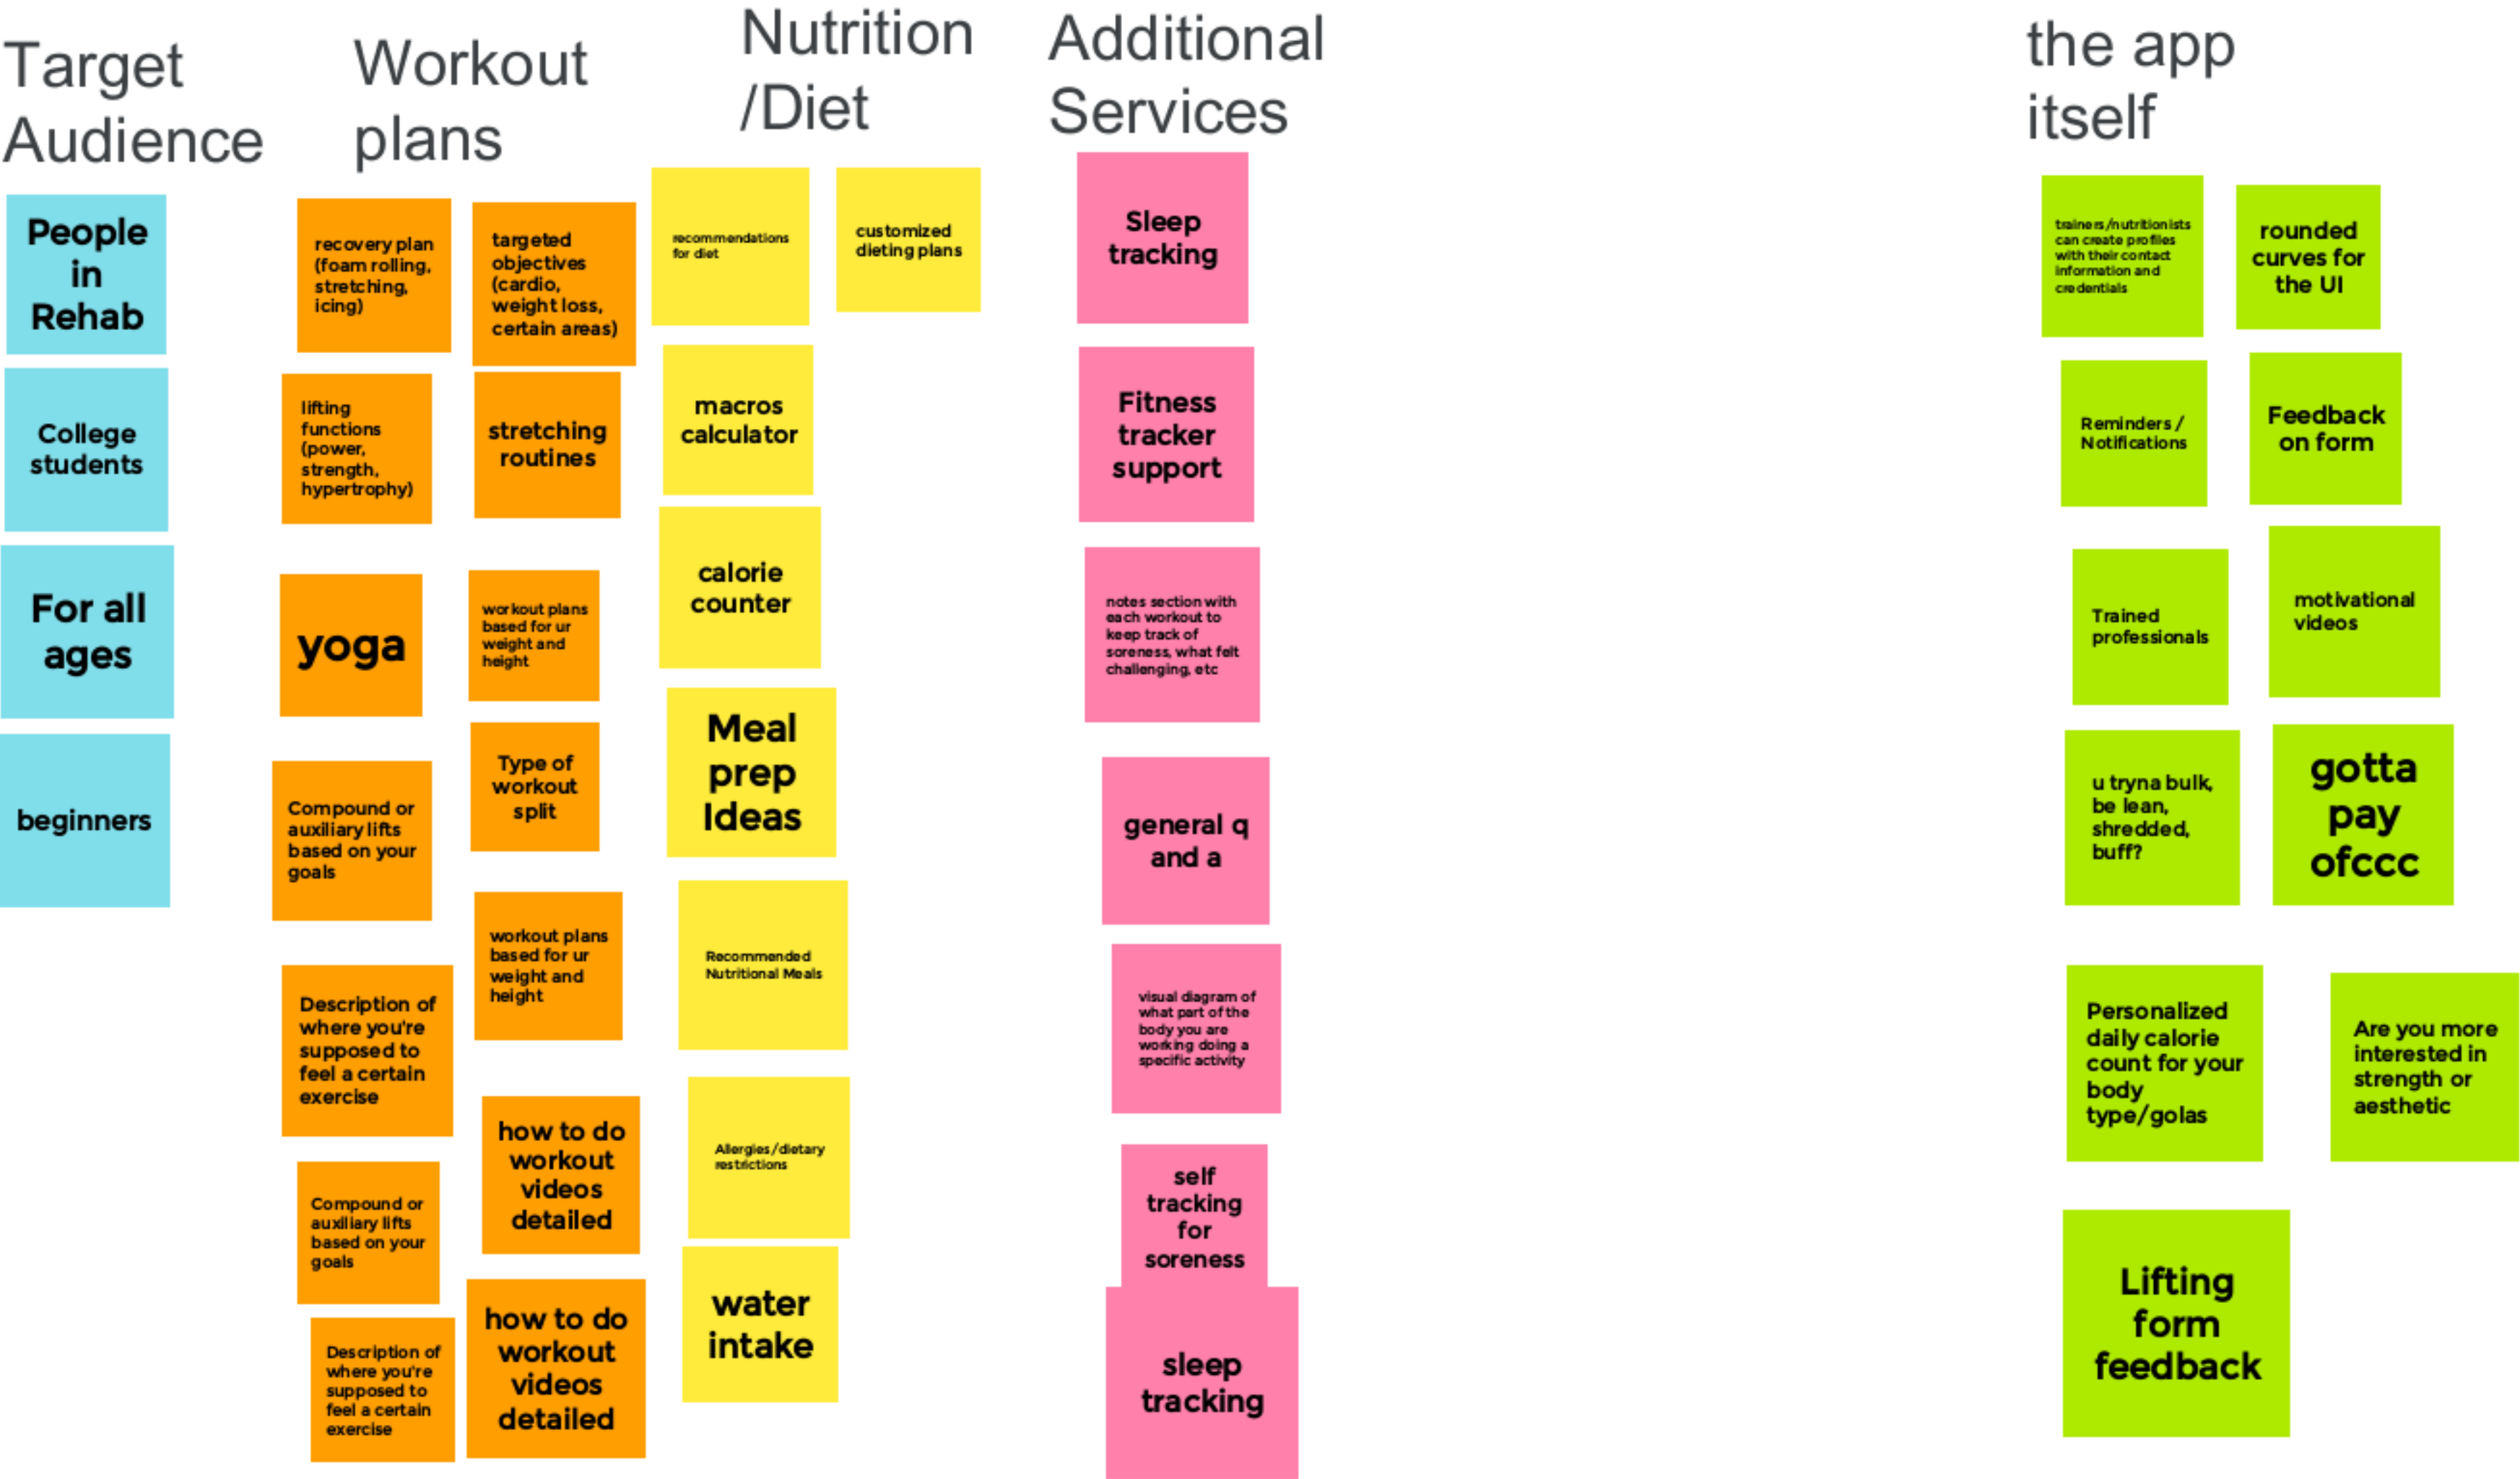 Target
Audience
People
in
Rehab
College
students
For all
ages
beginners
Workout
plans
recovery plan
(foam rolling,
stretching,
icing)
targeted
objectives
(cardio,
weight loss,
certain areas)
lifting
functions
(power,
strength,
hypertrophy)
stretching
routines
yoga
workout plans
based for ur
weight and
height
Type of
workout
split
Compound or
auxiliary lifts
based on your
goals
workout plans
based for ur
weight and
height
Description of
where you're
supposed to
feel a certain
exercise
how to do
workout
videos
detailed
Compound or
auxiliary lifts
based on your
goals
how to do
workout
videos
detailed
Description of
where you're
supposed to
feel a certain
exercise
Nutrition
/Diet
recommendations
for diet
customized
dieting plans
macros
calculator
calorie
counter
Meal
prep
Ideas
Recommended
Nutritional Meals
Allergies/dietary
restrictions
water
intake
Additional
Services
Sleep
tracking
Fitness
tracker
support
notes section with
each workout to
keep track of
soreness, what felt
challenging, etc
general q
and a
visual diagram of
what part of the
body you are
working doing a
specific activity
self
tracking
for
soreness
sleep
tracking
the app
itself
trainers/nutritionists
can create profiles
with their contact
information and
credentials
rounded
curves for
the UI
Reminders /
Notifications
Feedback
on form
Trained
professionals
motivational
videos
u tryna bulk,
be lean,
shredded,
buff?
gotta
pay
ofccc
Personalized
daily calorie
count for your
body
type/golas
Are you more
interested in
strength or
aesthetic
Lifting
form
feedback